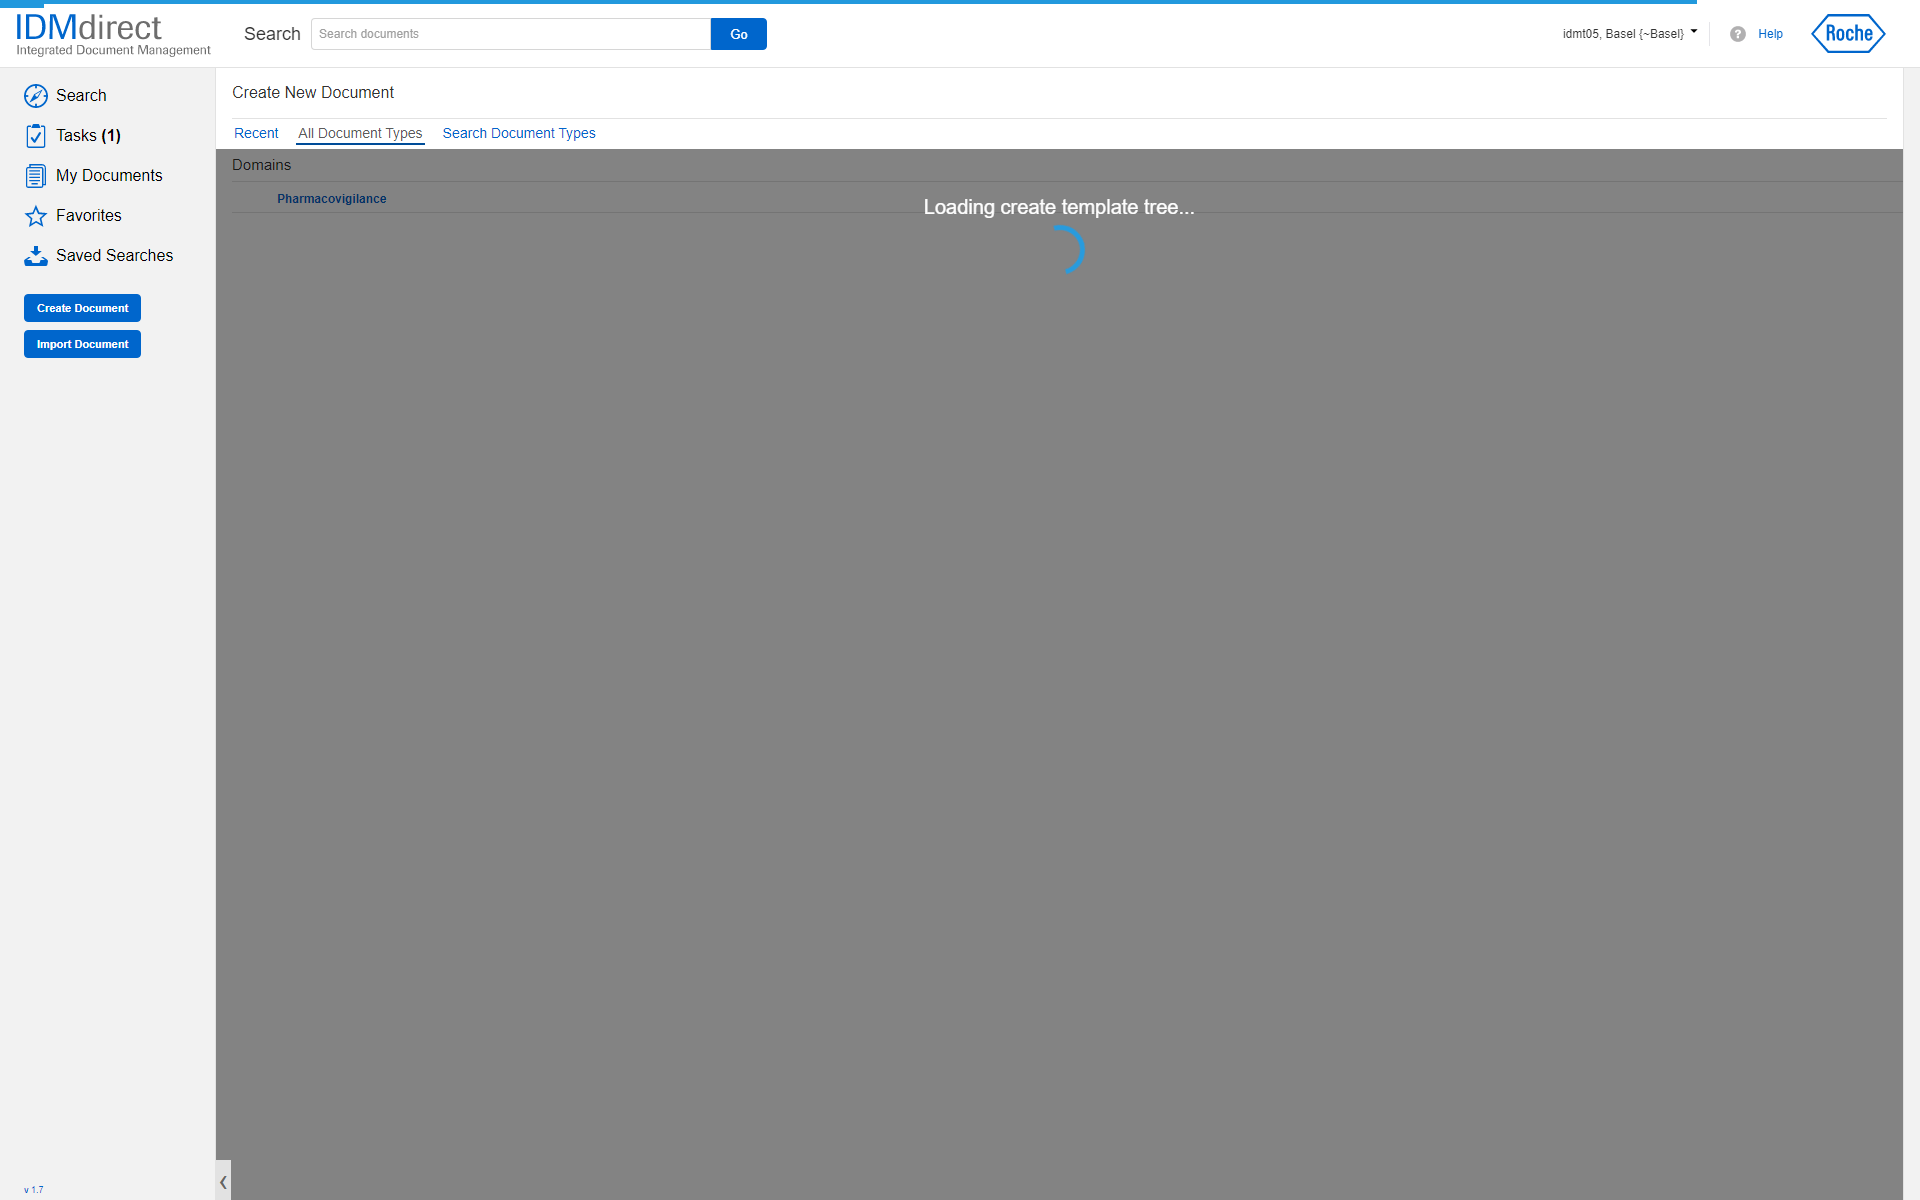 IDMdirect
Integrated Document Management
Search
Search documents
Go
idmt05, Basel {~Basel}
?
Help
Roche
Search
Tasks (1)
My Documents
Favorites
Saved Searches
Create Document
Import Document
v 1.7
Create New Document
Recent
All Document Types
Search Document Types
Domains
Pharmacovigilance
Loading create template tree...